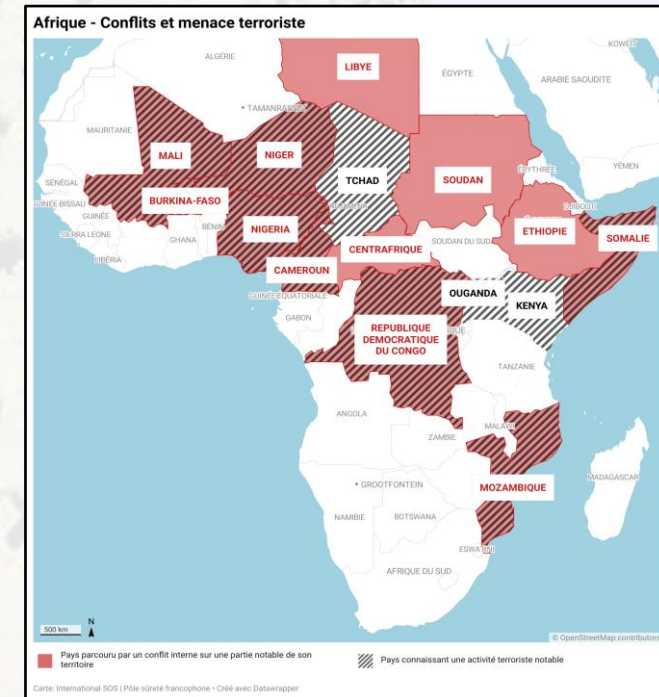 Afrique - Conflits et menace terroriste
KOWEÏT
ALGÉRIE
LIBYE
ÉGYPTE
ARABIE SAOUDITE
• TAMANRASSET
MAURITANIE
MALI
NIGER
TCHAD
SOUDAN
ÉRYTHRÉE
YÉMEN
SÉNÉGAL
GUINÉE BISSAU
GUINÉE
BURKINA-FASO
DJIBOUTI
SIERRA LEONE
GHANA
BÉNIN
NIGERIA
CENTRAFRIQUE
SOUDAN DU SUD
ETHIOPIE
SOMALIE
LIBÉRIA
CAMEROUN
GUINÉE ÉQUATORIALE
OUGANDA
KENYA
GABON
REPUBLIQUE
DEMOCRATIQUE
DU CONGO
TANZANIE
ANGOLA
MALAWI
ZAMBIE
MOZAMBIQUE
MADAGASCAR
• GROOTFONTEIN
NAMIBIE
BOTSWANA
ESWATINI
AFRIQUE DU SUD
500 km
N
© OpenStreetMap contributors
Pays parcouru par un conflit interne sur une partie notable de son
territoire
Pays connaissant une activité terroriste notable
Carte: International SOS | Pôle sûreté francophone • Créé avec Datawrapper